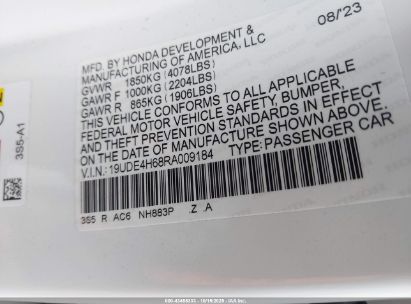 MFD. BY HONDA DEVELOPMENT &
MANUFACTURING OF AMERICA, LLC
08/'23
GVWR 1850KG (4078LBS)
GAWR F 1000KG (2204LBS)
GAWR R 865KG (1906LBS)
THIS VEHICLE CONFORMS TO ALL APPLICABLE
FEDERAL MOTOR VEHICLE SAFETY, BUMPER,
AND THEFT PREVENTION STANDARDS IN EFFECT
ON THE DATE OF MANUFACTURE SHOWN ABOVE.
V.I.N.: 19UDE4H68RA009184 TYPE: PASSENGER CAR
3S5 R AC6 NH883P .Z .A
3S5-A1